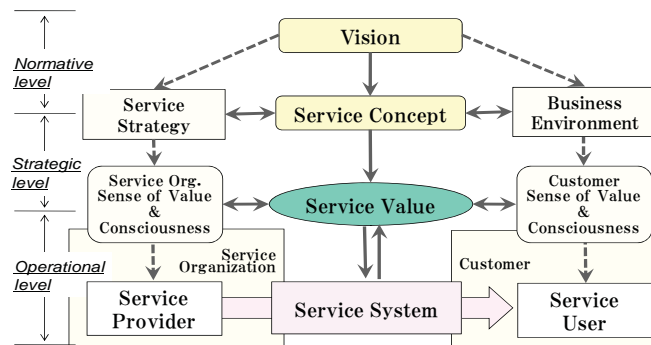 Normative
level
Vision
Service
Strategy
Service Concept
Business
Environment
Strategic
level
Service Org.
Sense of Value
&
Consciousness
Service Value
Customer
Sense of Value
&
Consciousness
Operational
level
Service
Organization
Customer
Service
Provider
Service System
Service
User